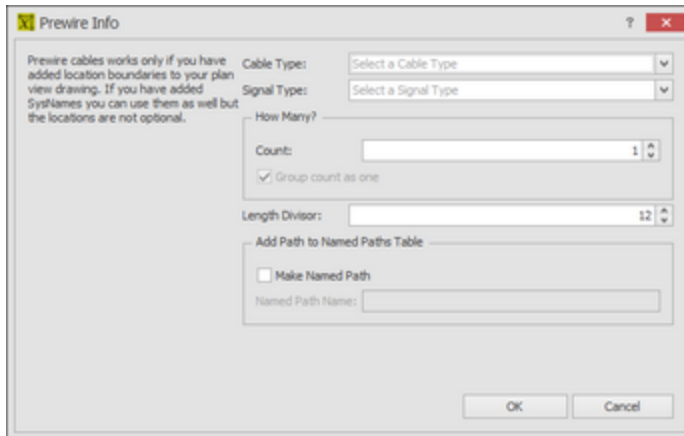 Prewire Info
?
Prewire cables works only if you have
added location boundaries to your plan
view drawing. If you have added
SysNames you can use them as well but
the locations are not optional.
Cable Type: Select a Cable Type
Signal Type: Select a Signal Type
How Many?
Count: 1
Group count as one
Length Divisor: 12
Add Path to Named Paths Table
Make Named Path
Named Path Name:
OK Cancel